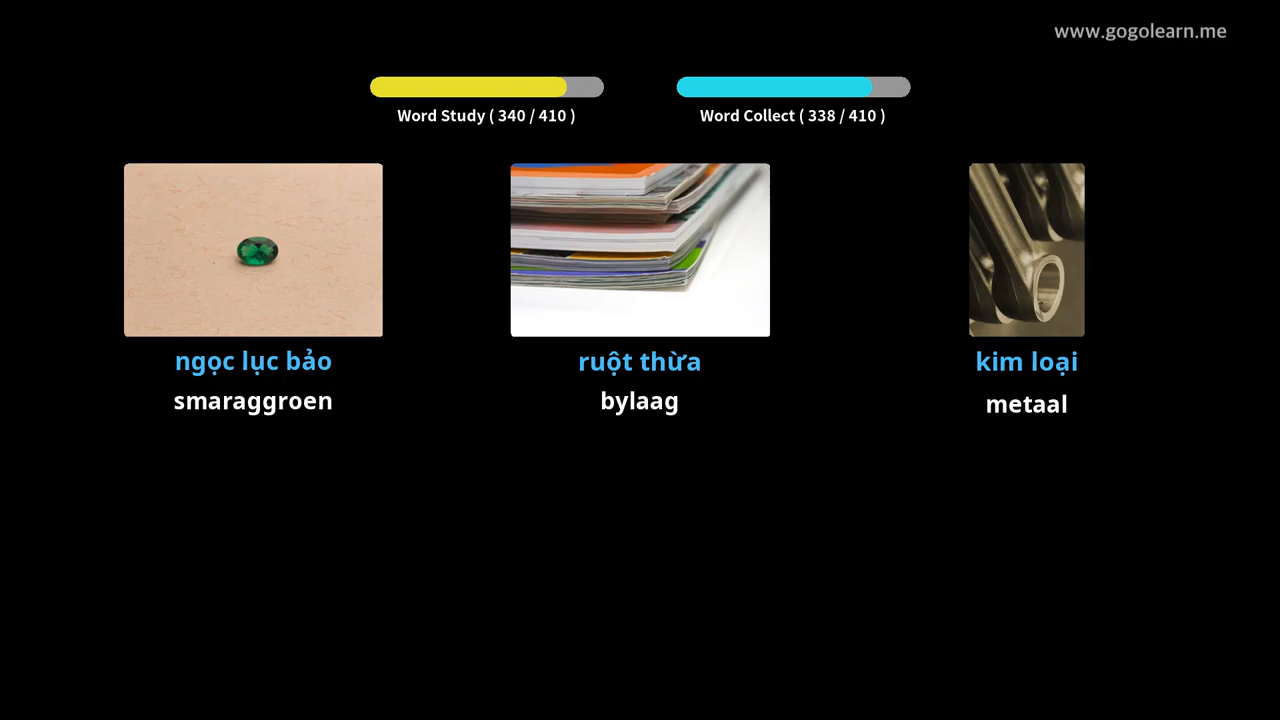 www.gogolearn.me
Word Study ( 340 / 410 )
Word Collect ( 338 / 410 )
ngọc lục bảo
smaraggroen
ruột thừa
bylaag
kim loại
metaal